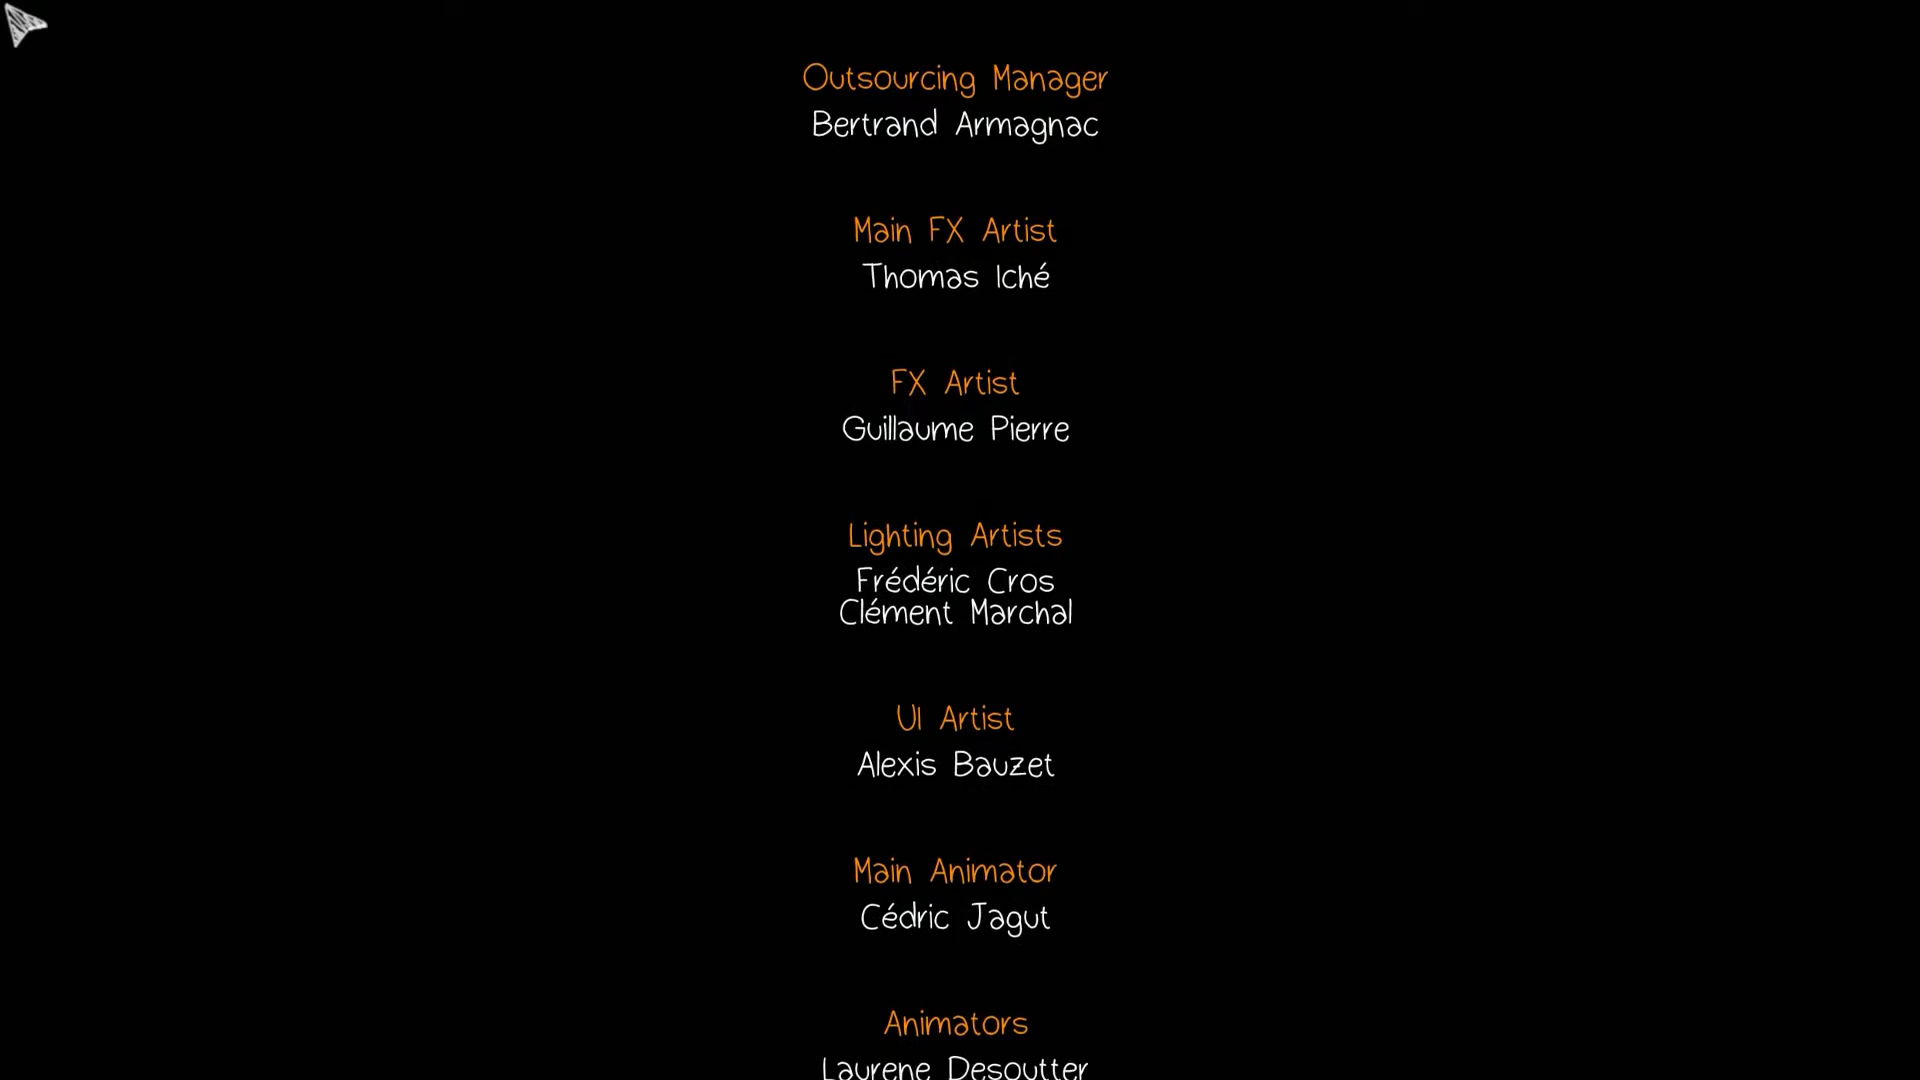 Outsourcing Manager
Bertrand Armagnac
Main FX Artist
Thomas Iché
FX Artist
Guillaume Pierre
Lighting Artists
Frédéric Cros
Clément Marchal
UI Artist
Alexis Bauzet
Main Animator
Cédric Jagut
Animators
Laurene Desoutter